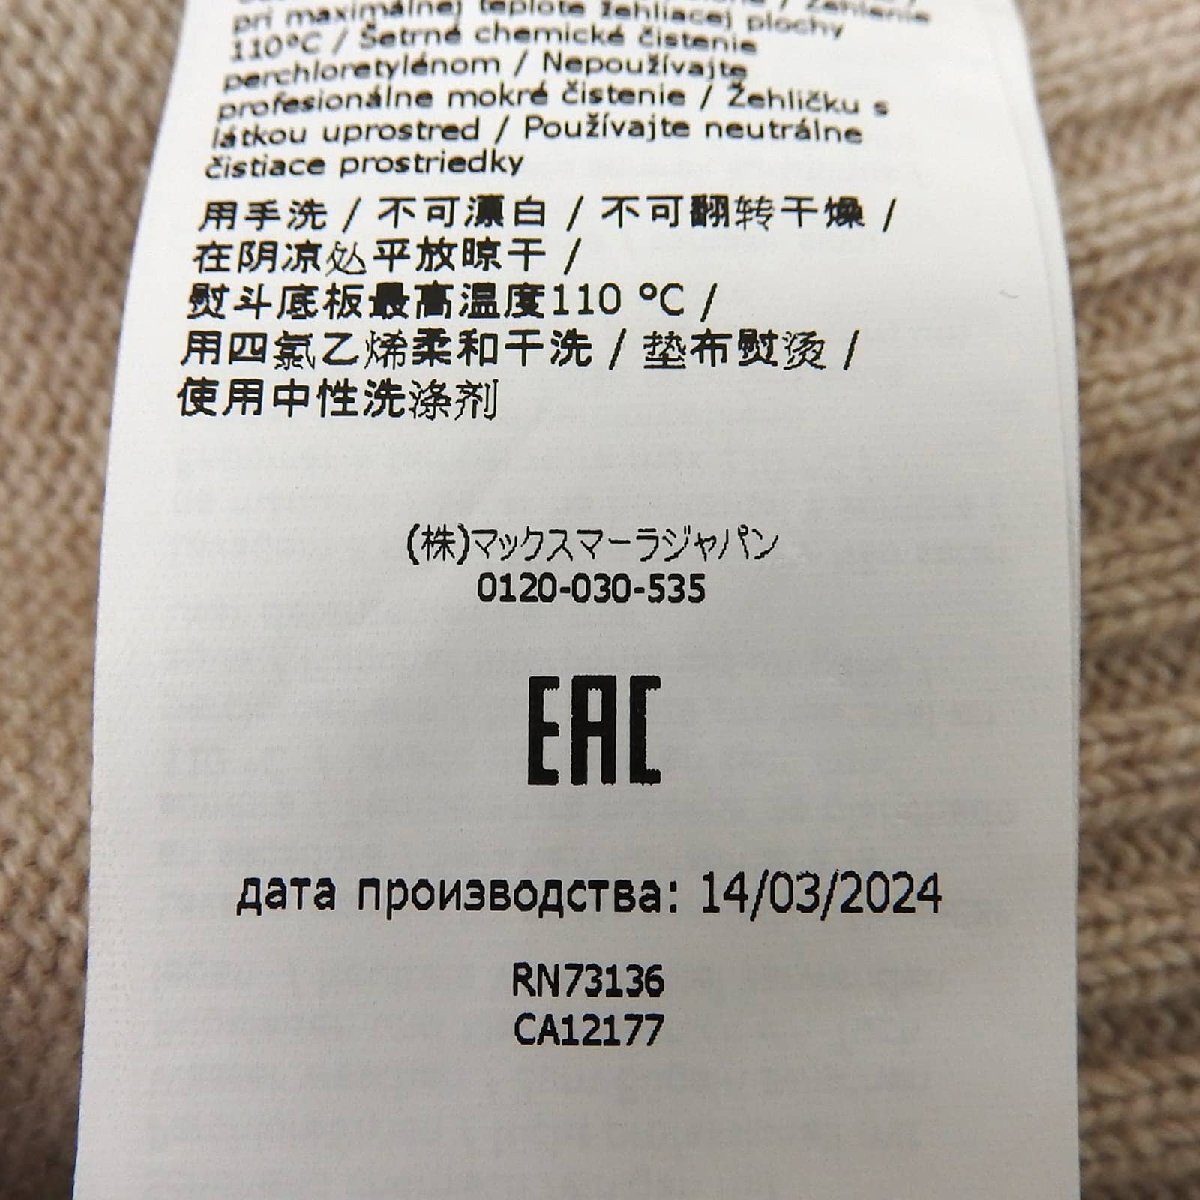 pri maximálnej teplote žehliacej plochy
110°C / Šetrné chemické čistenie
perchloretylénom / Nepoužívajte
profesionálne mokré čistenie / Žehličku s
látkou uprostred / Používajte neutrálne
čistiace prostriedky
用手洗 / 不可漂白 / 不可翻转干燥 /
在阴凉处平放晾干 /
熨斗底板最高温度110 °C /
用四氯乙烯柔和干洗 / 垫布熨烫 /
使用中性洗涤剂
(株)マックスマーラジャパン
0120-030-535
EAC
дата производства: 14/03/2024
RN73136
CA12177